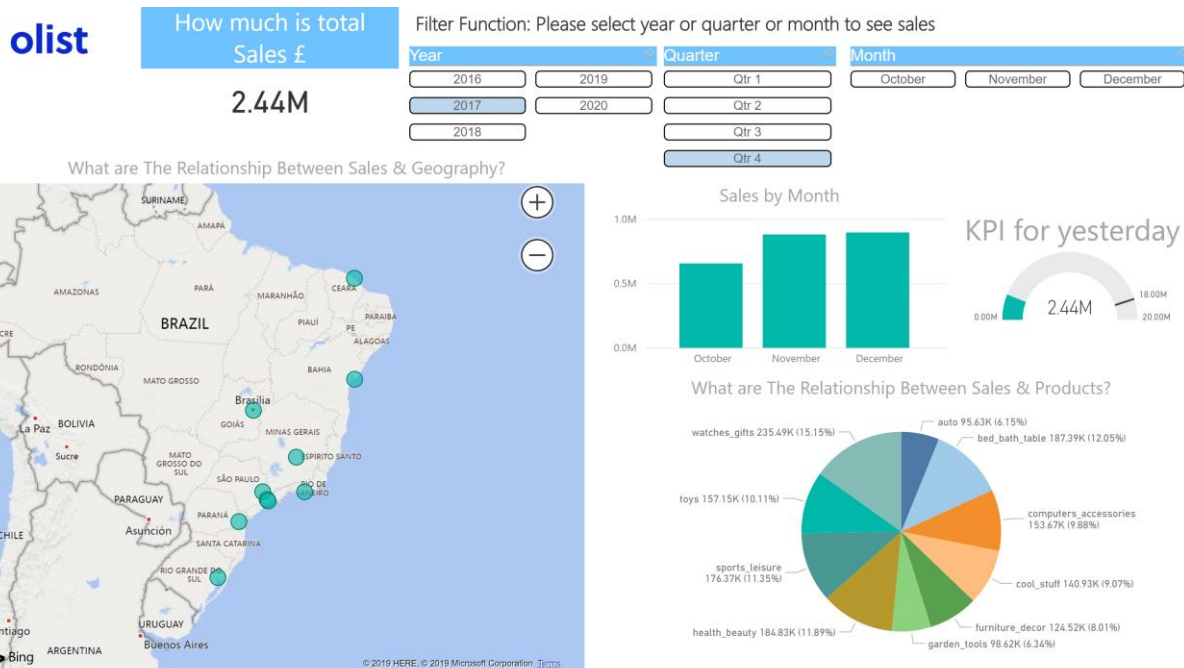 olist
How much is total
Sales £
2.44M
Filter Function: Please select year or quarter or month to see sales
Year
2016
2019
2017
2020
2018
Quarter
Qtr 1
Qtr 2
Qtr 3
Qtr 4
Month
October
November
December
What are The Relationship Between Sales & Geography?
SURINAME
AMAPÁ
AMAZONAS
PARÁ
MARANHÃO
CEARÁ
BRAZIL
PIAUÍ
PE
PARAIBA
ALAGOAS
CRE
RONDÔNIA
MATO GROSSO
BAHIA
Brasília
GOIÁS
MINAS GERAIS
La Paz
BOLIVIA
Sucre
MATO
GROSSO DO
SUL
ESPÍRITO SANTO
SÃO PAULO
RIO DE
JANEIRO
PARAGUAY
PARANÁ
Asunción
CHILE
SANTA CATARINA
RIO GRANDE DO
SUL
ntiago
URUGUAY
Buenos Aires
ARGENTINA
Bing
© 2019 HERE, © 2019 Microsoft Corporation Terms
Sales by Month
1.0M
0.5M
0.0M
October
November
December
KPI for yesterday
0.00M
2.44M
18.00M
20.00M
What are The Relationship Between Sales & Products?
auto 95.63K (6.15%)
bed_bath_table 187.39K (12.05%)
computers_accessories
153.67K (9.88%)
cool_stuff 140.93K (9.07%)
furniture_decor 124.52K (8.01%)
garden_tools 98.62K (6.34%)
health_beauty 184.83K (11.89%)
sports_leisure
176.37K (11.35%)
toys 157.15K (10.11%)
watches_gifts 235.49K (15.15%)